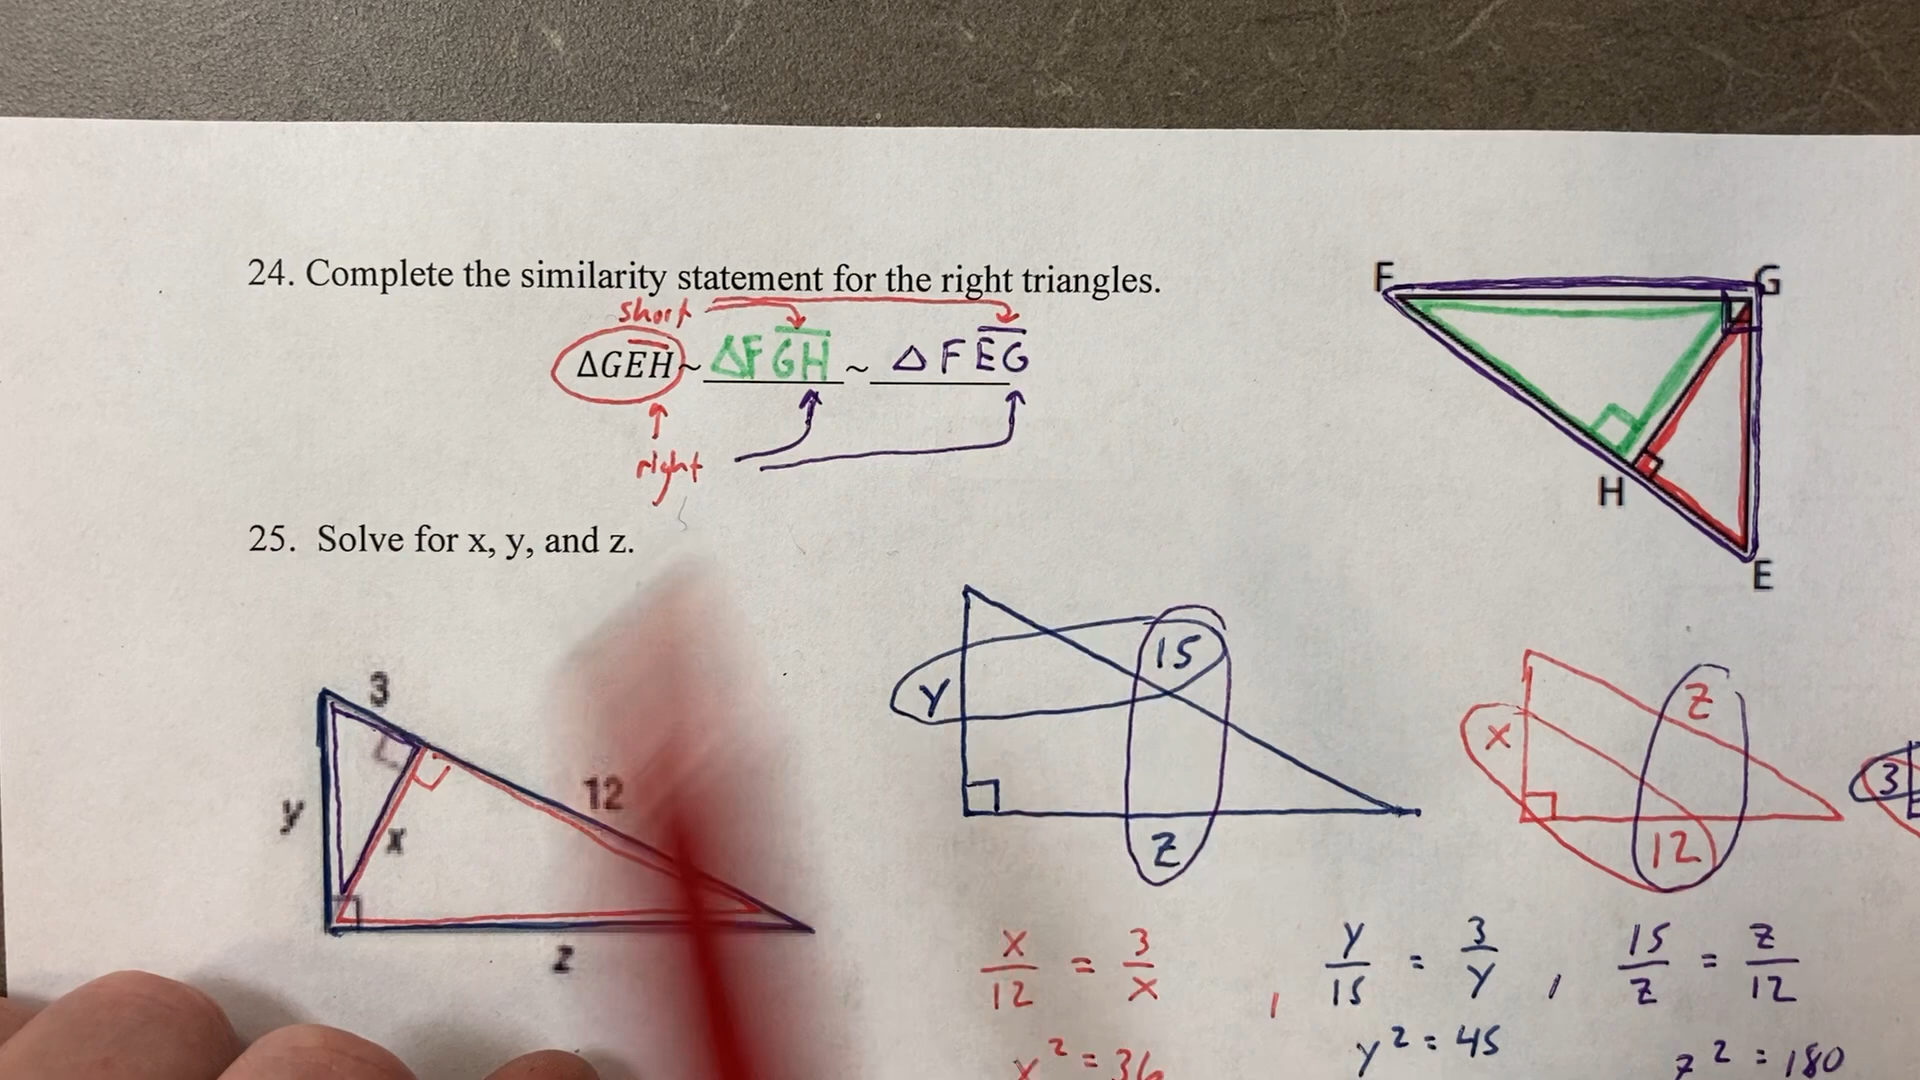 24. Complete the similarity statement for the right triangles.
short
ΔGEH ~ ΔFGH ~ ΔFEG
right
F
G
H
E
25. Solve for x, y, and z.
3
12
y
x
z
Y
15
Z
X
Z
12
3
X/12 = 3/X , Y/15 = 3/Y , 15/Z = Z/12
x² = 36
y² = 45
z² = 180